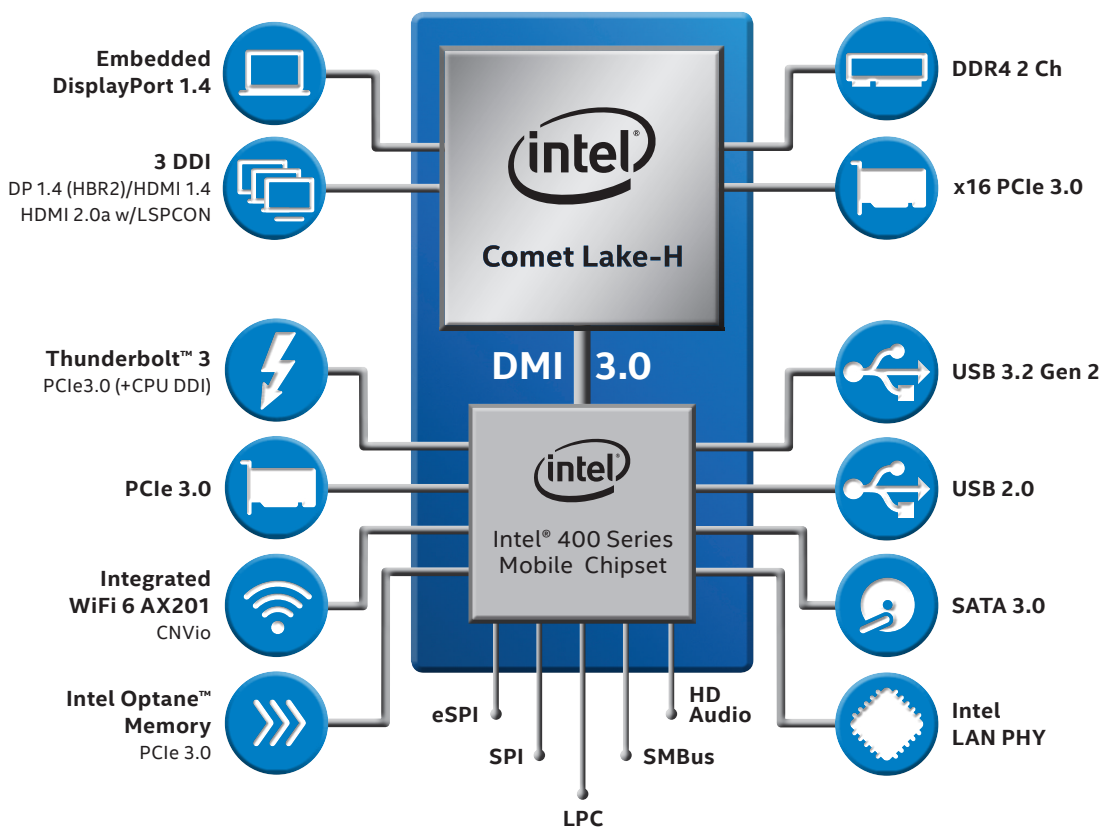 Embedded
DisplayPort 1.4
3 DDI
DP 1.4 (HBR2)/HDMI 1.4
HDMI 2.0a w/LSPCON
intel®
Comet Lake-H
DDR4 2 Ch
x16 PCIe 3.0
DMI 3.0
Thunderbolt™ 3
PCIe3.0 (+CPU DDI)
PCIe 3.0
Integrated
WiFi 6 AX201
CNVio
Intel Optane™
Memory
PCIe 3.0
intel®
Intel® 400 Series
Mobile Chipset
USB 3.2 Gen 2
USB 2.0
SATA 3.0
Intel
LAN PHY
eSPI
SPI
LPC
SMBus
HD
Audio